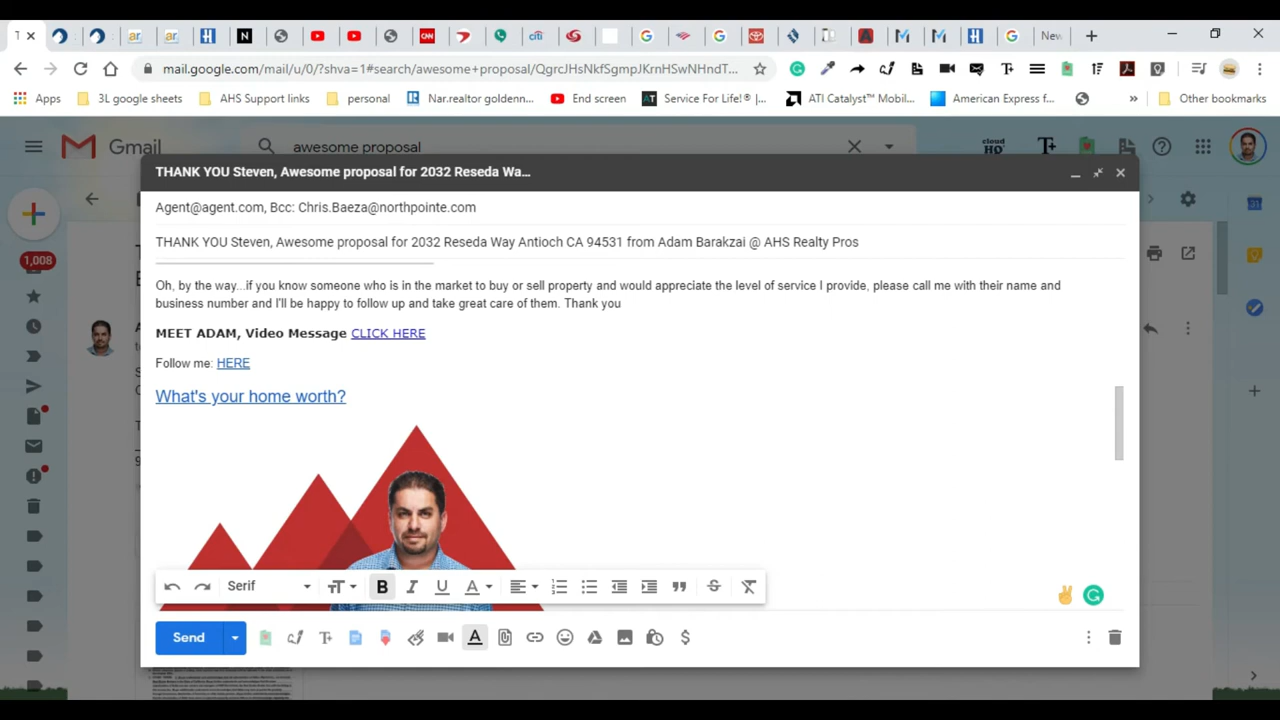 mail.google.com/mail/u/0/?shva=1#search/awesome+proposal/QgrcJHsNkfSgmpJKrnHSwNHndT...
Apps 3L google sheets AHS Support links personal Nar.realtor goldenn... End screen Service For Life! ® |... ATI Catalyst™ Mobil... American Express f... » Other bookmarks
Gmail awesome proposal
THANK YOU Steven, Awesome proposal for 2032 Reseda Wa...
Agent@agent.com, Bcc: Chris.Baeza@northpointe.com
THANK YOU Steven, Awesome proposal for 2032 Reseda Way Antioch CA 94531 from Adam Barakzai @ AHS Realty Pros
1,008
Oh, by the way...if you know someone who is in the market to buy or sell property and would appreciate the level of service I provide, please call me with their name and
business number and I'll be happy to follow up and take great care of them. Thank you
MEET ADAM, Video Message CLICK HERE
Follow me: HERE
What's your home worth?
Serif
Send